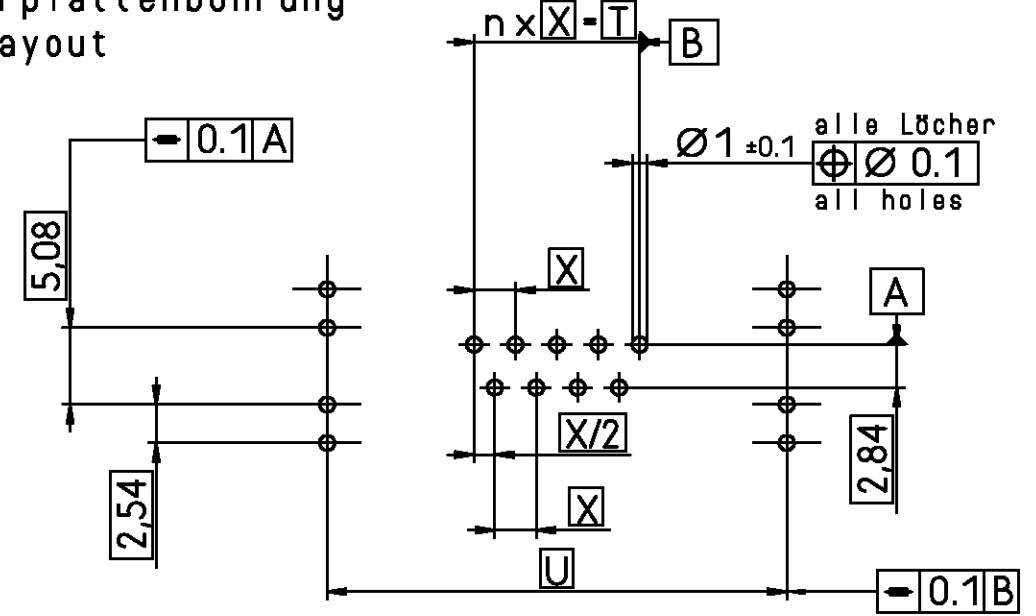 rplattenbohrung
ayout
n x X = T
B
0.1 A
Ø1 ±0.1
alle Löcher
Ø 0.1
all holes
5,08
X
A
X/2
2,84
2,54
X
U
0.1 B